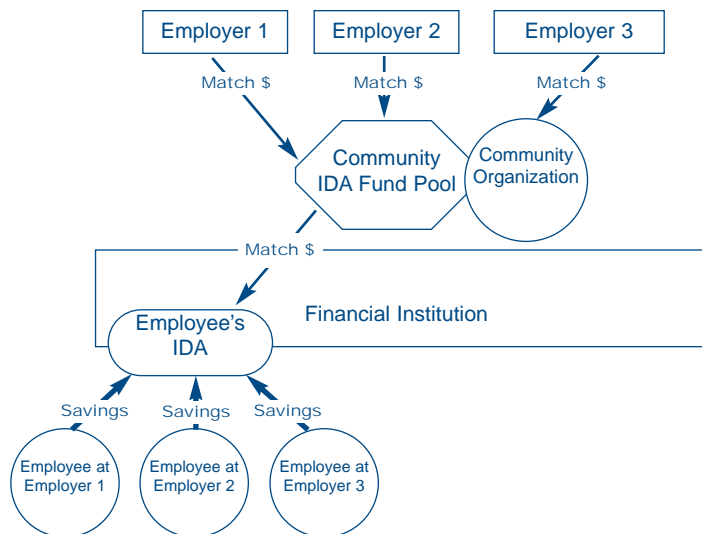 Employer 1
Employer 2
Employer 3
Match $
Match $
Match $
Community
IDA Fund Pool
Community
Organization
Match $
Financial Institution
Employee's
IDA
Savings
Savings
Savings
Employee at
Employer 1
Employee at
Employer 2
Employee at
Employer 3